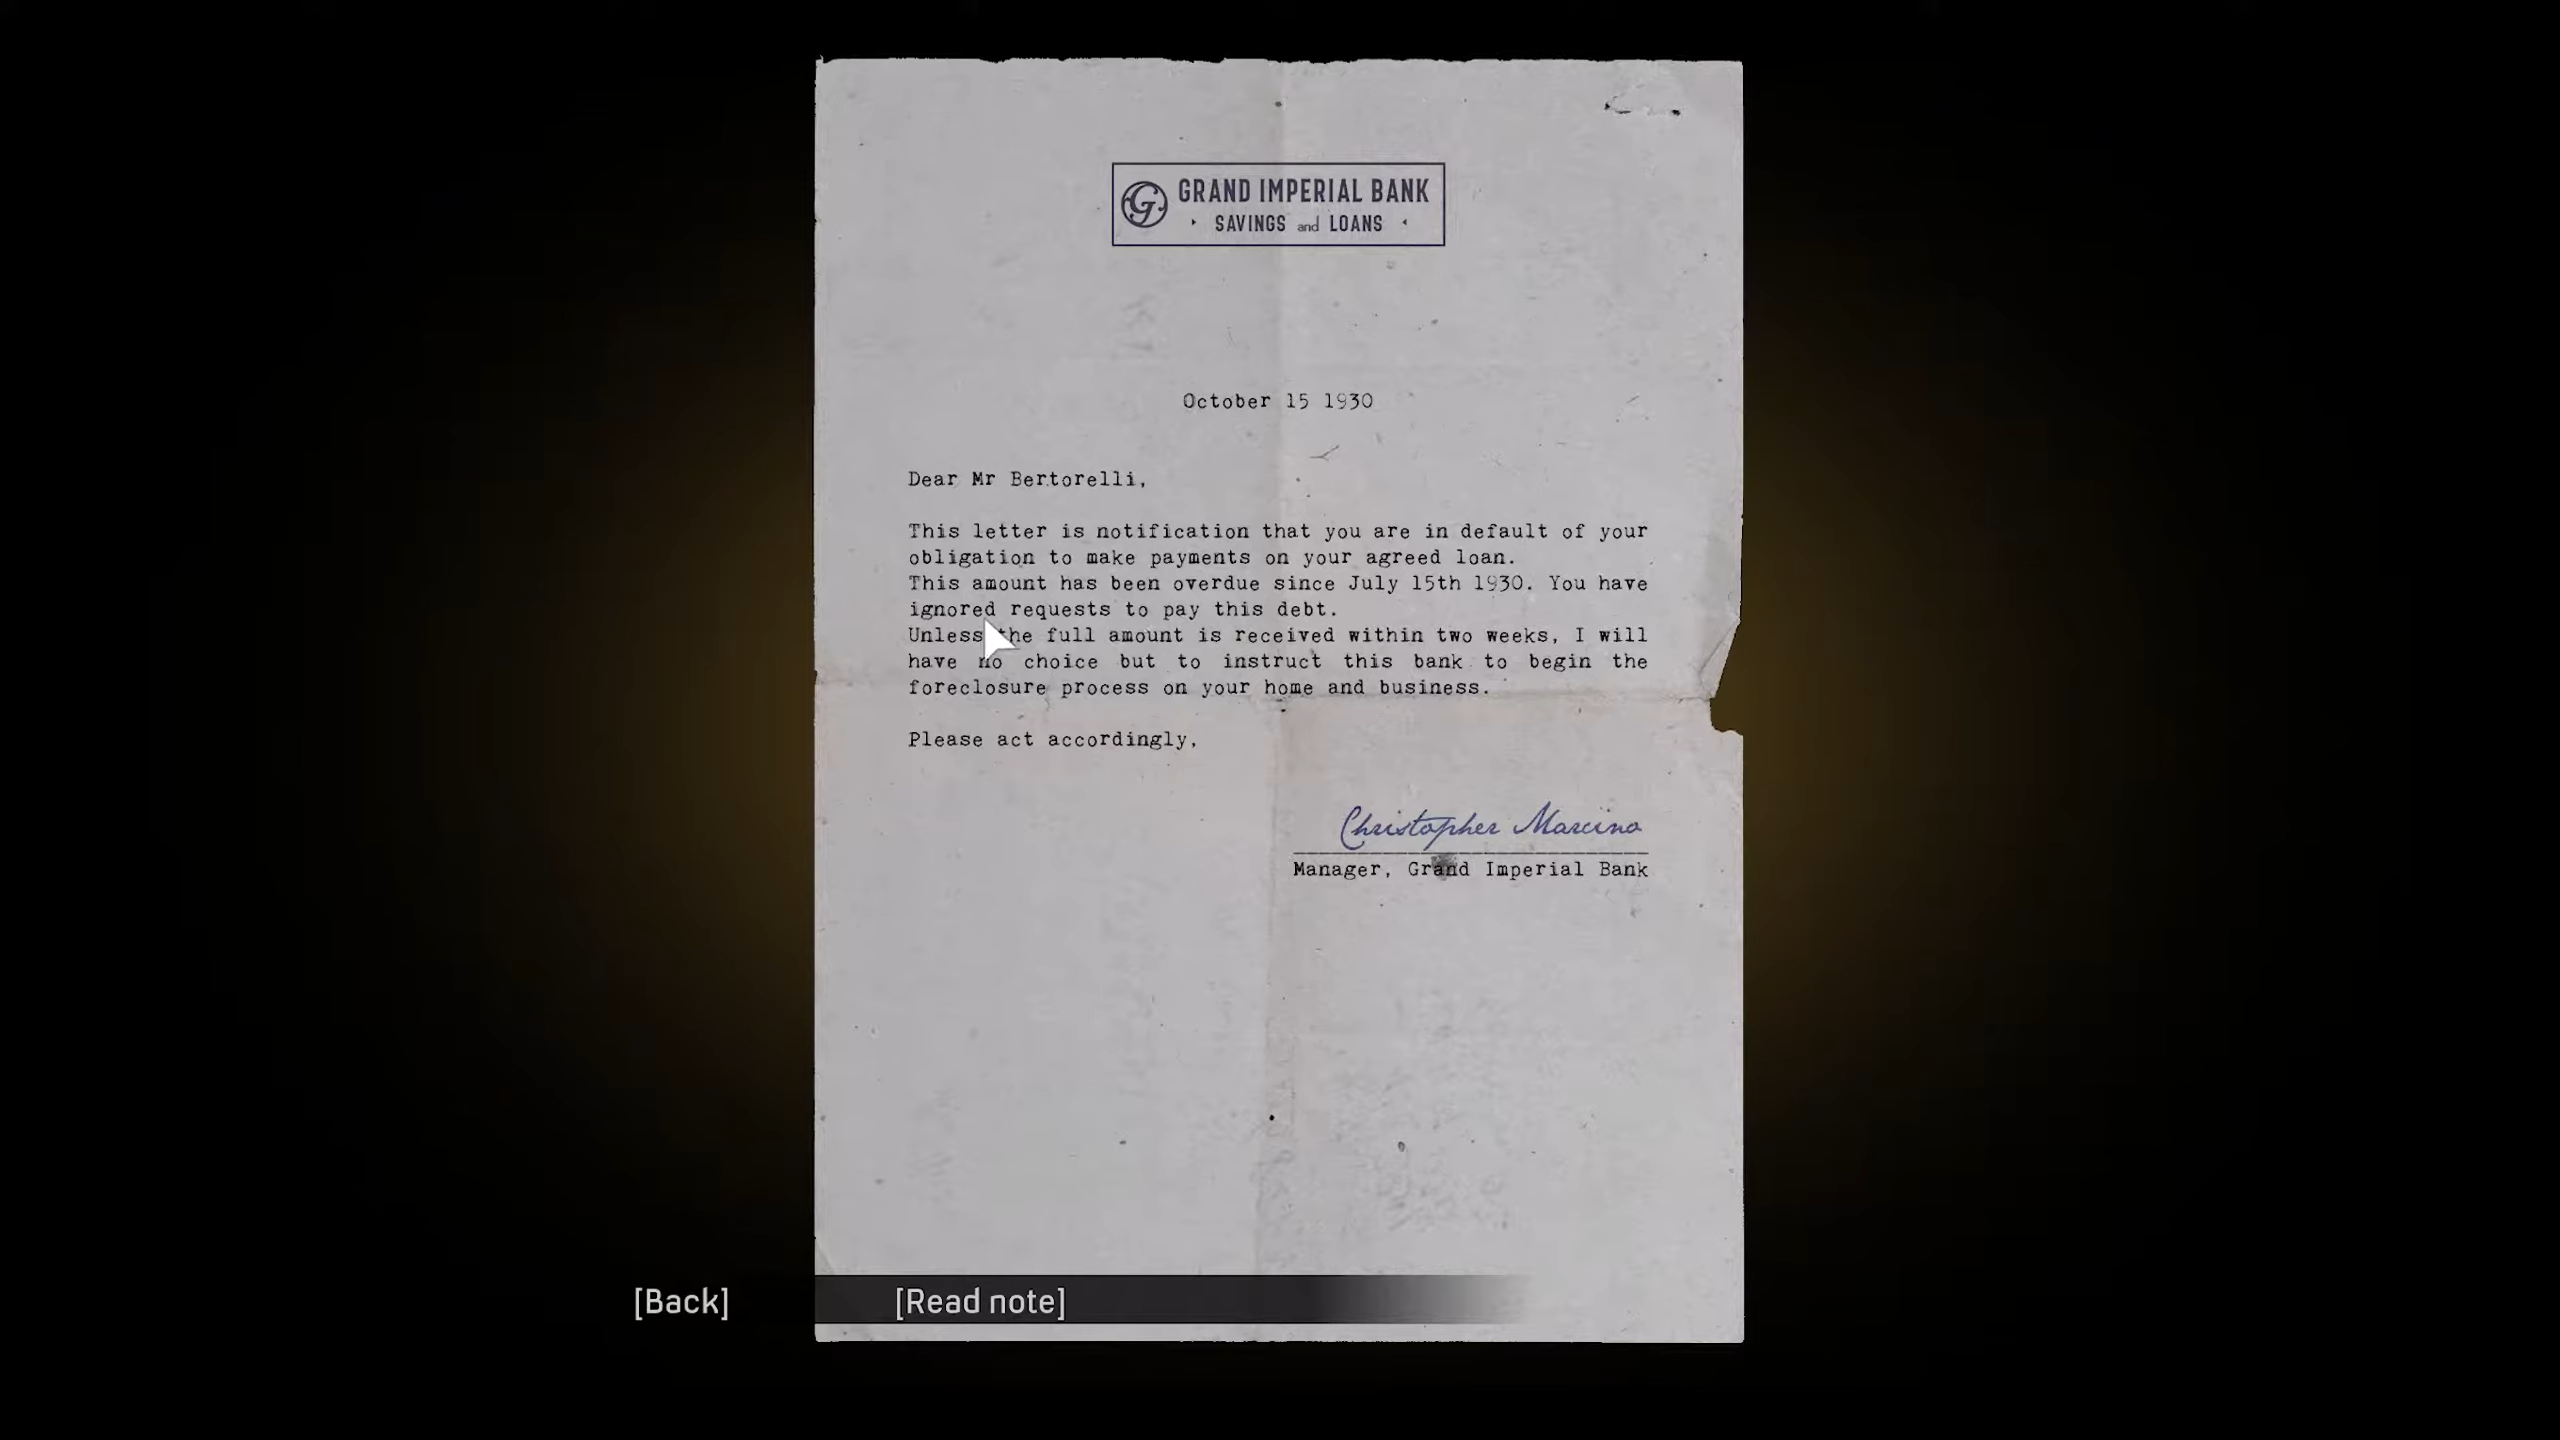 GRAND IMPERIAL BANK
SAVINGS and LOANS
October 15 1930
Dear Mr Bertorelli,
This letter is notification that you are in default of your
obligation to make payments on your agreed loan.
This amount has been overdue since July 15th 1930. You have
ignored requests to pay this debt.
Unless the full amount is received within two weeks, I will
have no choice but to instruct this bank to begin the
foreclosure process on your home and business.
Please act accordingly,
Christopher Marcino
Manager, Grand Imperial Bank
[Back] [Read note]